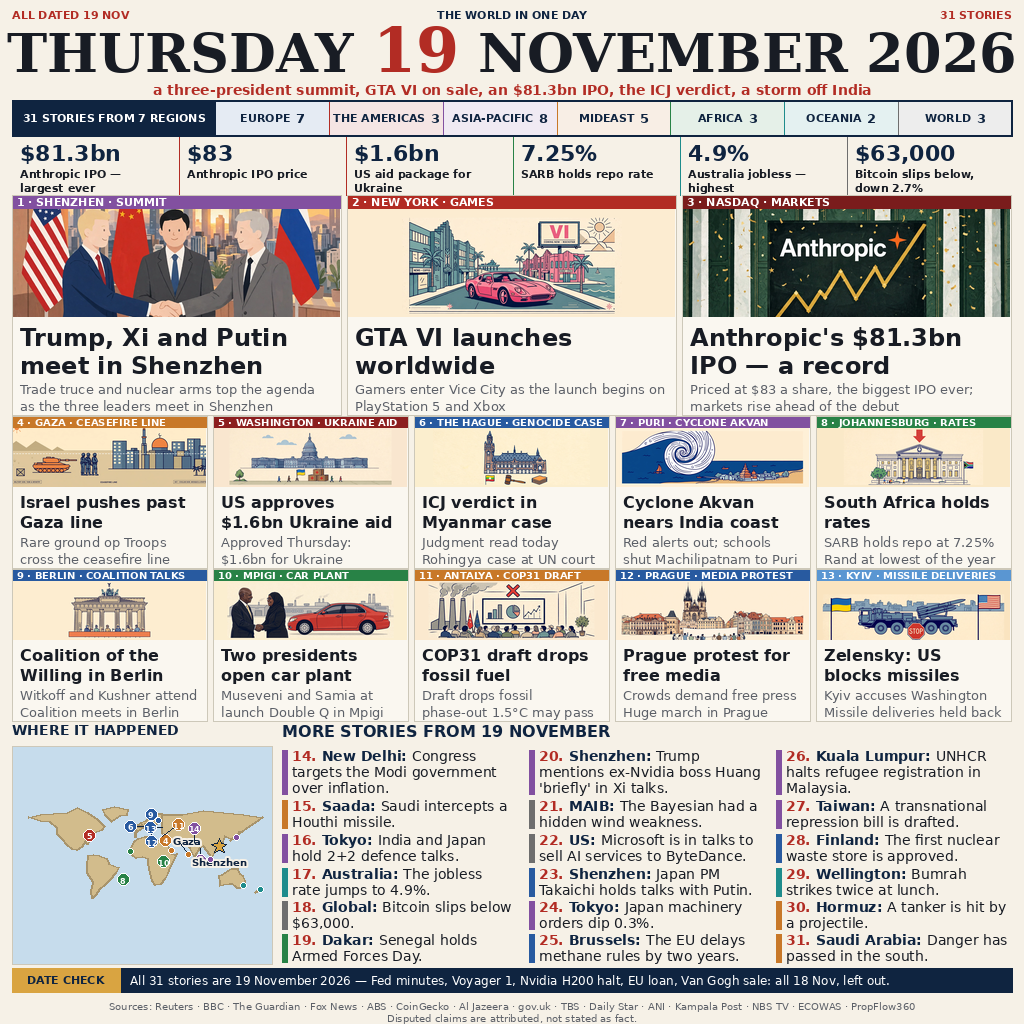 ALL DATED 19 NOV
THE WORLD IN ONE DAY
31 STORIES
THURSDAY 19 NOVEMBER 2026
a three-president summit, GTA VI on sale, an $81.3bn IPO, the ICJ verdict, a storm off India
31 STORIES FROM 7 REGIONS
EUROPE 7
THE AMERICAS 3
ASIA-PACIFIC 8
MIDEAST 5
AFRICA 3
OCEANIA 2
WORLD 3
$81.3bn
Anthropic IPO —
largest ever
$83
Anthropic IPO price
$1.6bn
US aid package for
Ukraine
7.25%
SARB holds repo rate
4.9%
Australia jobless —
highest
$63,000
Bitcoin slips below,
down 2.7%
1 · SHENZHEN · SUMMIT
Trump, Xi and Putin
meet in Shenzhen
Trade truce and nuclear arms top the agenda
as the three leaders meet in Shenzhen
2 · NEW YORK · GAMES
VI
GTA VI launches
worldwide
Gamers enter Vice City as the launch begins on
PlayStation 5 and Xbox
3 · NASDAQ · MARKETS
Anthropic
Anthropic's $81.3bn
IPO — a record
Priced at $83 a share, the biggest IPO ever;
markets rise ahead of the debut
4 · GAZA · CEASEFIRE LINE
Israel pushes past
Gaza line
Rare ground op Troops
cross the ceasefire line
5 · WASHINGTON · UKRAINE AID
US approves
$1.6bn Ukraine aid
Approved Thursday:
$1.6bn for Ukraine
6 · THE HAGUE · GENOCIDE CASE
ICJ verdict in
Myanmar case
Judgment read today
Rohingya case at UN court
7 · PURI · CYCLONE AKVAN
Cyclone Akvan
nears India coast
Red alerts out; schools
shut Machilipatnam to Puri
8 · JOHANNESBURG · RATES
South Africa holds
rates
SARB holds repo at 7.25%
Rand at lowest of the year
9 · BERLIN · COALITION TALKS
Coalition of the
Willing in Berlin
Witkoff and Kushner attend
Coalition meets in Berlin
10 · MPIGI · CAR PLANT
Two presidents
open car plant
Museveni and Samia at
launch Double Q in Mpigi
11 · ANTALYA · COP31 DRAFT
COP31 draft drops
fossil fuel
Draft drops fossil
phase-out 1.5°C may pass
12 · PRAGUE · MEDIA PROTEST
Prague protest for
free media
Crowds demand free press
Huge march in Prague
13 · KYIV · MISSILE DELIVERIES
STOP
Zelensky: US
blocks missiles
Kyiv accuses Washington
Missile deliveries held back
WHERE IT HAPPENED
9
6
13
11
14
5
12
4
Gaza
Shenzhen
10
8
MORE STORIES FROM 19 NOVEMBER
14. New Delhi: Congress
targets the Modi government
over inflation.
15. Saada: Saudi intercepts a
Houthi missile.
16. Tokyo: India and Japan
hold 2+2 defence talks.
17. Australia: The jobless
rate jumps to 4.9%.
18. Global: Bitcoin slips below
$63,000.
19. Dakar: Senegal holds
Armed Forces Day.
20. Shenzhen: Trump
mentions ex-Nvidia boss Huang
'briefly' in Xi talks.
21. MAIB: The Bayesian had a
hidden wind weakness.
22. US: Microsoft is in talks to
sell AI services to ByteDance.
23. Shenzhen: Japan PM
Takaichi holds talks with Putin.
24. Tokyo: Japan machinery
orders dip 0.3%.
25. Brussels: The EU delays
methane rules by two years.
26. Kuala Lumpur: UNHCR
halts refugee registration in
Malaysia.
27. Taiwan: A transnational
repression bill is drafted.
28. Finland: The first nuclear
waste store is approved.
29. Wellington: Bumrah
strikes twice at lunch.
30. Hormuz: A tanker is hit by
a projectile.
31. Saudi Arabia: Danger has
passed in the south.
DATE CHECK
All 31 stories are 19 November 2026 — Fed minutes, Voyager 1, Nvidia H200 halt, EU loan, Van Gogh sale: all 18 Nov, left out.
Sources: Reuters · BBC · The Guardian · Fox News · ABS · CoinGecko · Al Jazeera · gov.uk · TBS · Daily Star · ANI · Kampala Post · NBS TV · ECOWAS · PropFlow360
Disputed claims are attributed, not stated as fact.